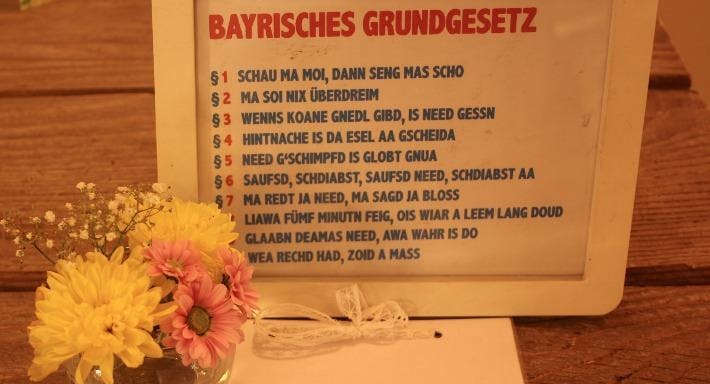 BAYRISCHES GRUNDGESETZ
§ 1 SCHAU MA MOI, DANN SENG MAS SCHO
§ 2 MA SOI NIX ÜBERDREIM
§ 3 WENNS KOANE GNEDL GIBD, IS NEED GESSN
§ 4 HINTNACHE IS DA ESEL AA GSCHEIDA
§ 5 NEED G'SCHIMPFD IS GLOBT GNUA
§ 6 SAUFSD, SCHDIABST, SAUFSD NEED, SCHDIABST AA
§ 7 MA REDT JA NEED, MA SAGD JA BLOSS
LIAWA FÜMF MINUTN FEIG, OIS WIAR A LEEM LANG DOUD
GLAABN DEAMAS NEED, AWA WAHR IS DO
WEA RECHD HAD, ZOID A MASS